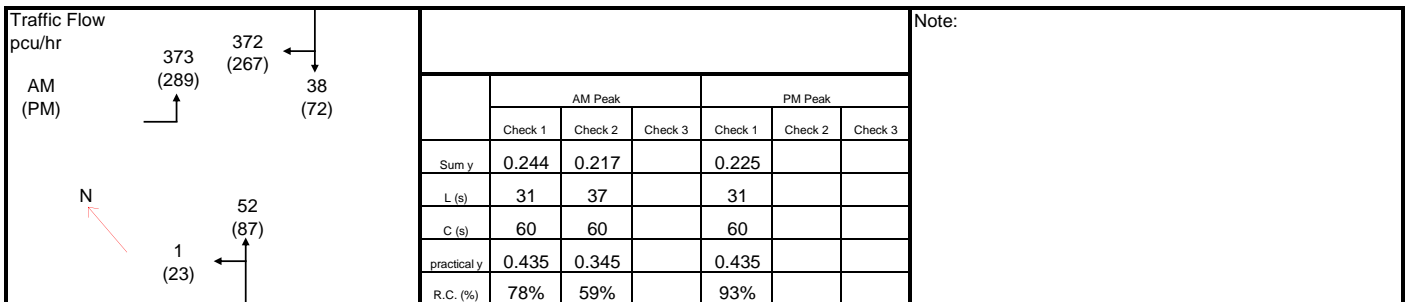 Traffic Flow
pcu/hr
AM
(PM)
373
(289)
372
(267)
38
(72)
N
52
(87)
1
(23)
AM Peak PM Peak
Check 1 Check 2 Check 3 Check 1 Check 2 Check 3
Sum y 0.244 0.217 0.225
L (s) 31 37 31
C (s) 60 60 60
practical y 0.435 0.345 0.435
R.C. (%) 78% 59% 93%
Note: